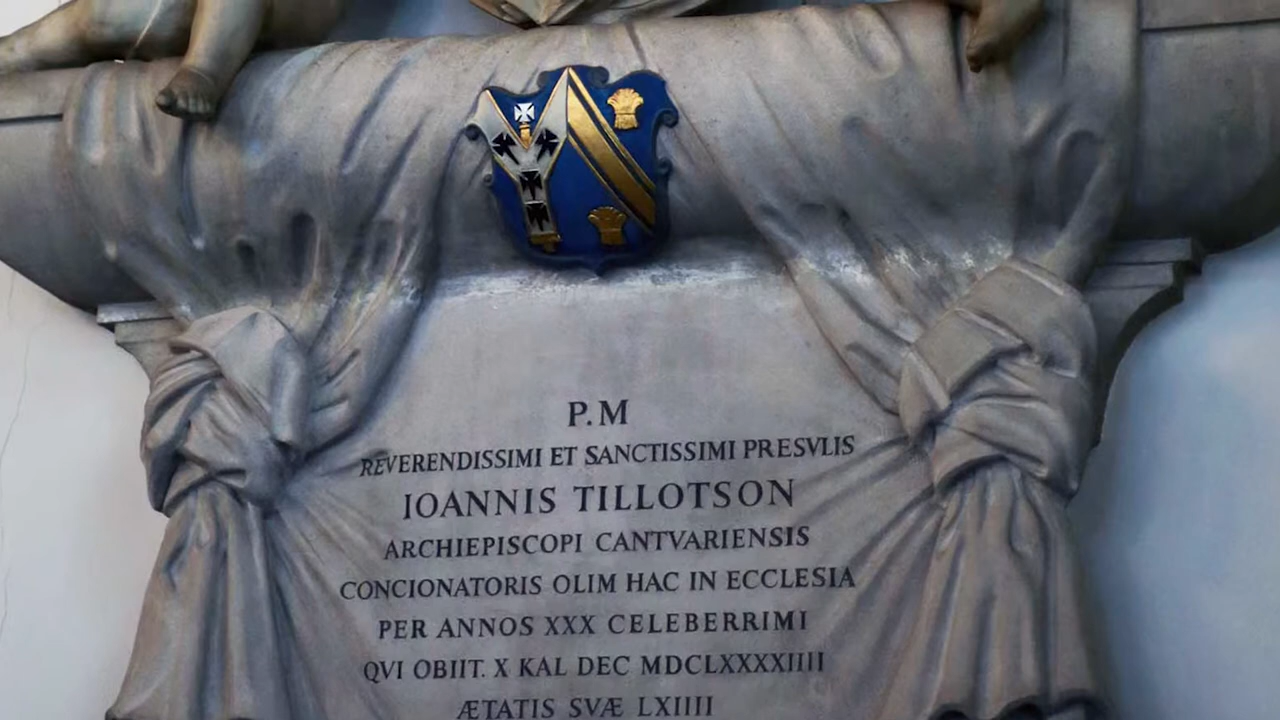 P.M
REVERENDISSIMI ET SANCTISSIMI PRESVLIS
IOANNIS TILLOTSON
ARCHIEPISCOPI CANTVARIENSIS
CONCIONATORIS OLIM HAC IN ECCLESIA
PER ANNOS XXX CELEBERRIMI
QVI OBIIT. X KAL DEC MDCLXXXXIIII
ÆTATIS SVÆ LXIIII